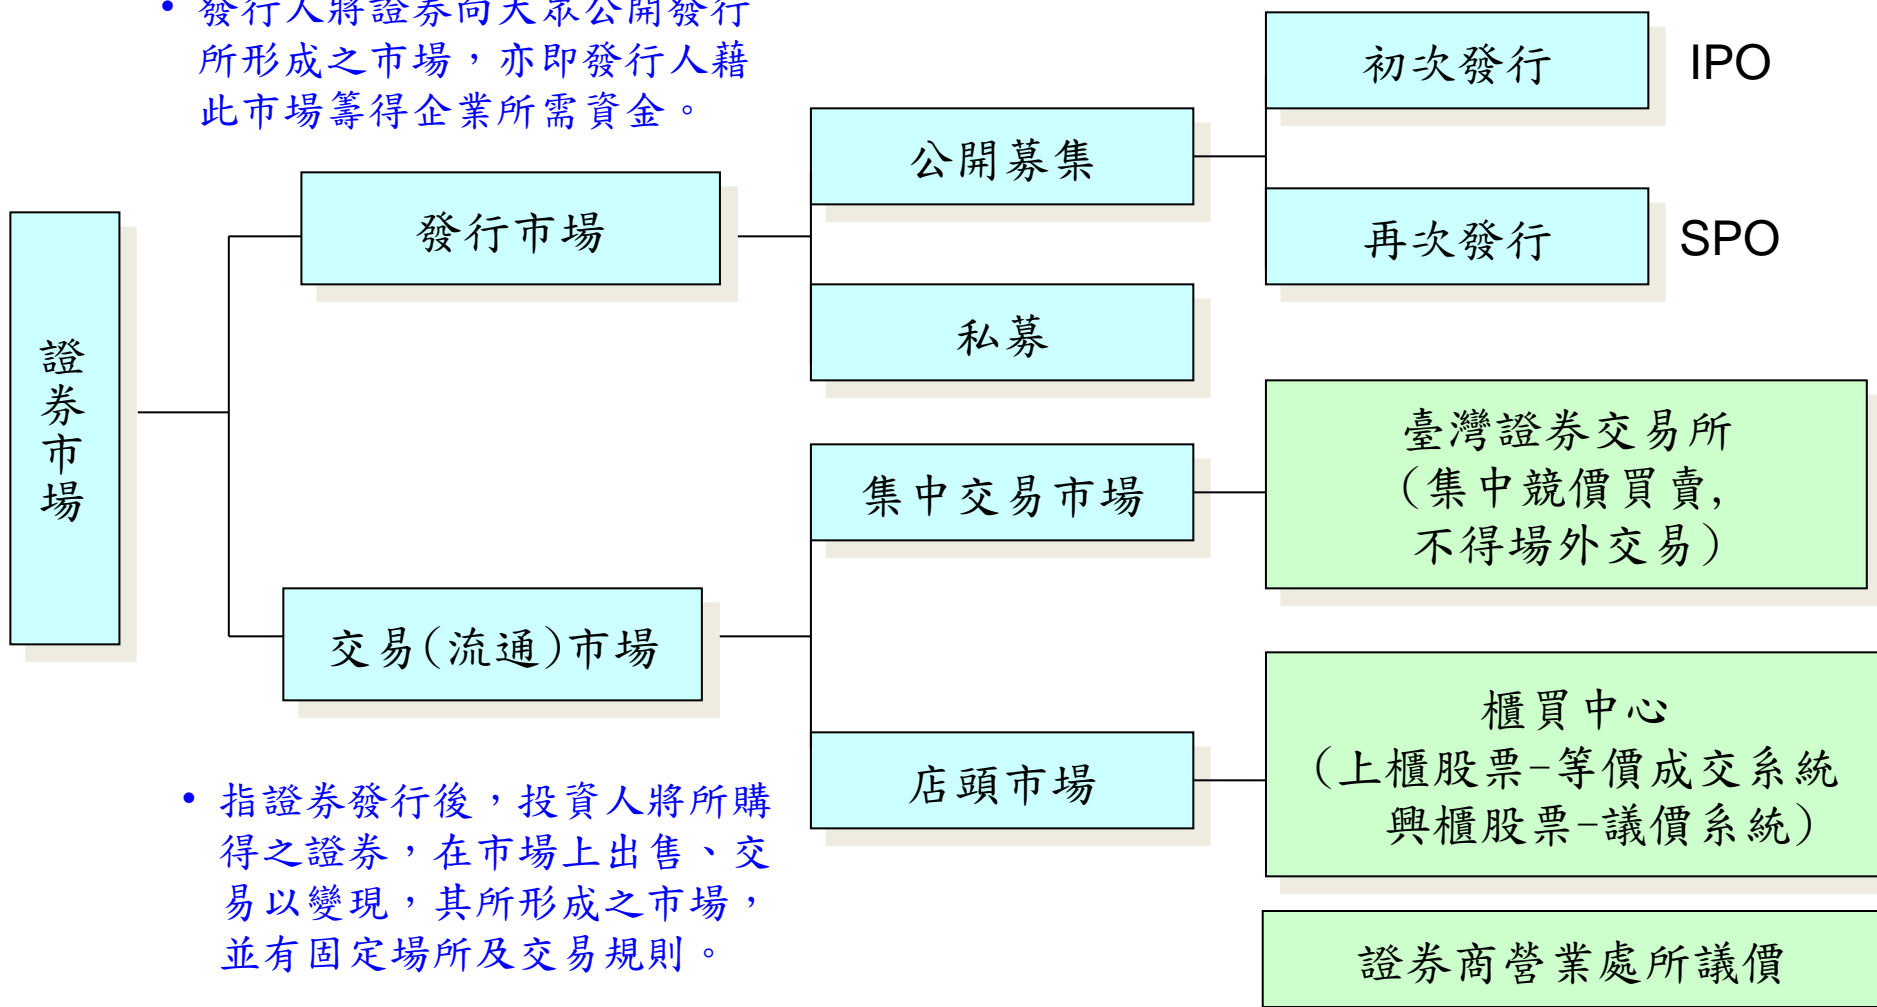 • 發行人將證券向大眾公開發行
所形成之市場，亦即發行人藉
此市場籌得企業所需資金。
證券市場
發行市場
公開募集
初次發行
IPO
再次發行
SPO
私募
交易(流通)市場
集中交易市場
臺灣證券交易所
(集中競價買賣,
不得場外交易)
店頭市場
櫃買中心
(上櫃股票-等價成交系統
興櫃股票-議價系統)
證券商營業處所議價
• 指證券發行後，投資人將所購
得之證券，在市場上出售、交
易以變現，其所形成之市場，
並有固定場所及交易規則。